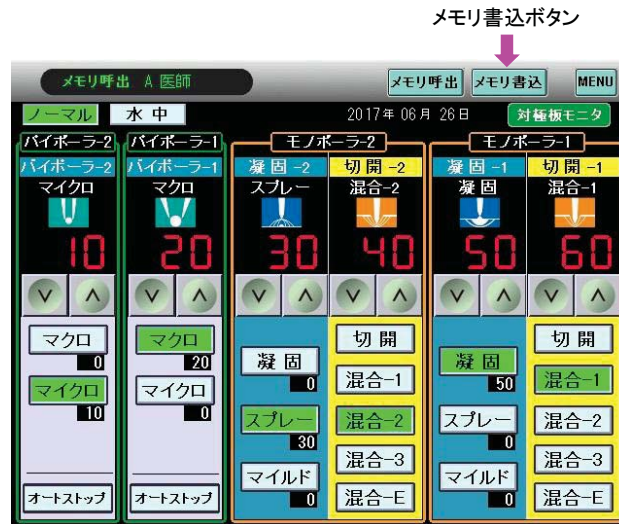 メモリ書込ボタン
メモリ呼出 A 医師
メモリ呼出 メモリ書込 MENU
ノーマル 水中 2017年 06月 26日 対極板モニタ
バイポーラ-2 バイポーラ-1 モノポーラ-2 モノポーラ-1
バイポーラ-2 バイポーラ-1 凝固-2 切開-2 凝固-1 切開-1
マイクロ マクロ スプレー 混合-2 凝固 混合-1
10 20 30 40 50 60
マクロ
0
マイクロ
10
オートストップ
マクロ
20
マイクロ
0
オートストップ
凝固
0
スプレー
30
マイルド
0
切開
混合-1
混合-2
混合-3
混合-E
凝固
50
スプレー
0
マイルド
0
切開
混合-1
混合-2
混合-3
混合-E